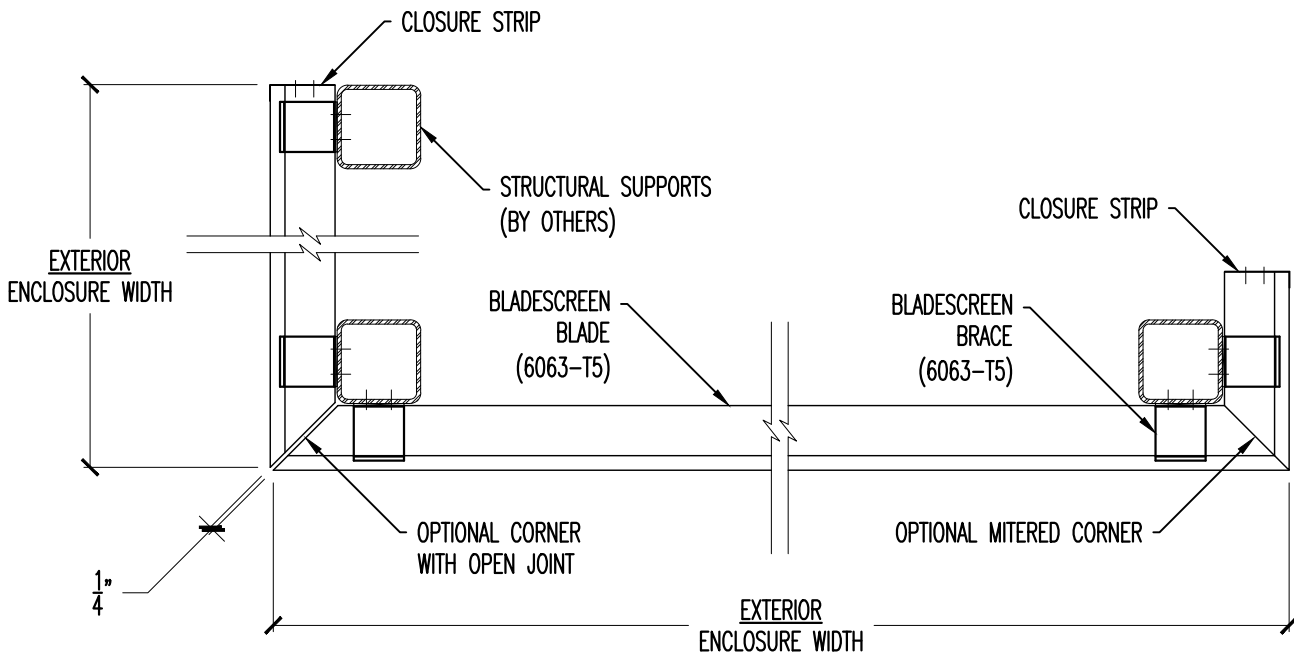 CLOSURE STRIP
STRUCTURAL SUPPORTS
(BY OTHERS)
CLOSURE STRIP
EXTERIOR
ENCLOSURE WIDTH
BLADESCREEN
BLADE
(6063-T5)
BLADESCREEN
BRACE
(6063-T5)
OPTIONAL CORNER
WITH OPEN JOINT
OPTIONAL MITERED CORNER
1/4"
EXTERIOR
ENCLOSURE WIDTH